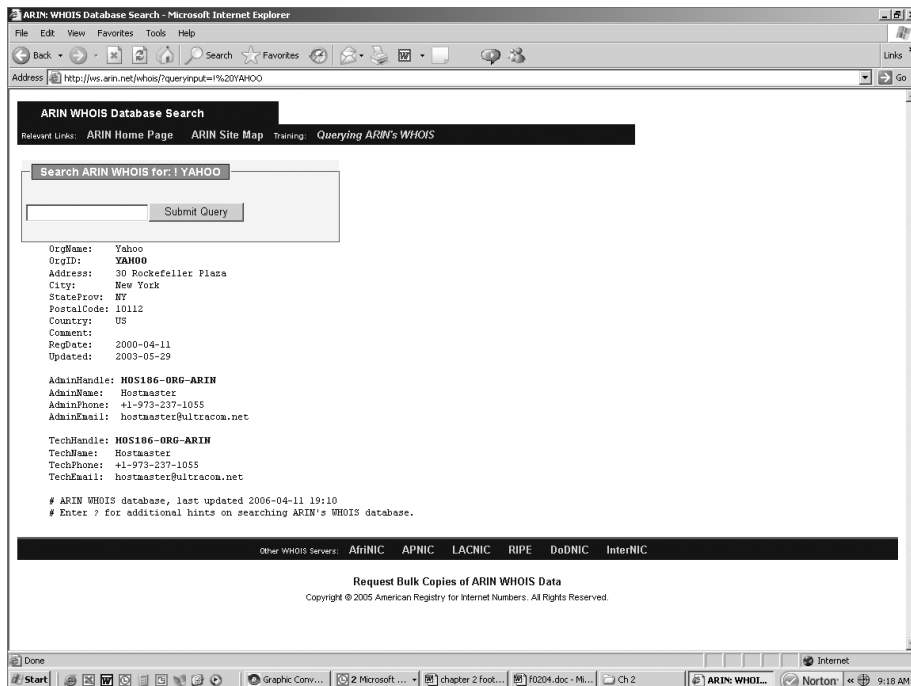 ARIN: WHOIS Database Search - Microsoft Internet Explorer
File Edit View Favorites Tools Help
Back Search Favorites Links
Address http://ws.arin.net/whois/?queryinput=!%20YAHOO Go
ARIN WHOIS Database Search
Relevant Links: ARIN Home Page ARIN Site Map Training: Querying ARIN's WHOIS
Search ARIN WHOIS for: ! YAHOO
Submit Query
OrgName: Yahoo
OrgID: YAHOO
Address: 30 Rockefeller Plaza
City: New York
StateProv: NY
PostalCode: 10112
Country: US
Comment:
RegDate: 2000-04-11
Updated: 2003-05-29
AdminHandle: HOS186-ORG-ARIN
AdminName: Hostmaster
AdminPhone: +1-973-237-1055
AdminEmail: hostmaster@ultracom.net
TechHandle: HOS186-ORG-ARIN
TechName: Hostmaster
TechPhone: +1-973-237-1055
TechEmail: hostmaster@ultracom.net
# ARIN WHOIS database, last updated 2006-04-11 19:10
# Enter ? for additional hints on searching ARIN's WHOIS database.
Other WHOIS Servers: AfriNIC APNIC LACNIC RIPE DoDNIC InterNIC
Request Bulk Copies of ARIN WHOIS Data
Copyright © 2005 American Registry for Internet Numbers. All Rights Reserved.
Done Internet
Start Graphic Conv... 2 Microsoft ... chapter 2 foot... f0204.doc - Mi... Ch 2 ARIN: WHOI... Norton 9:18 AM